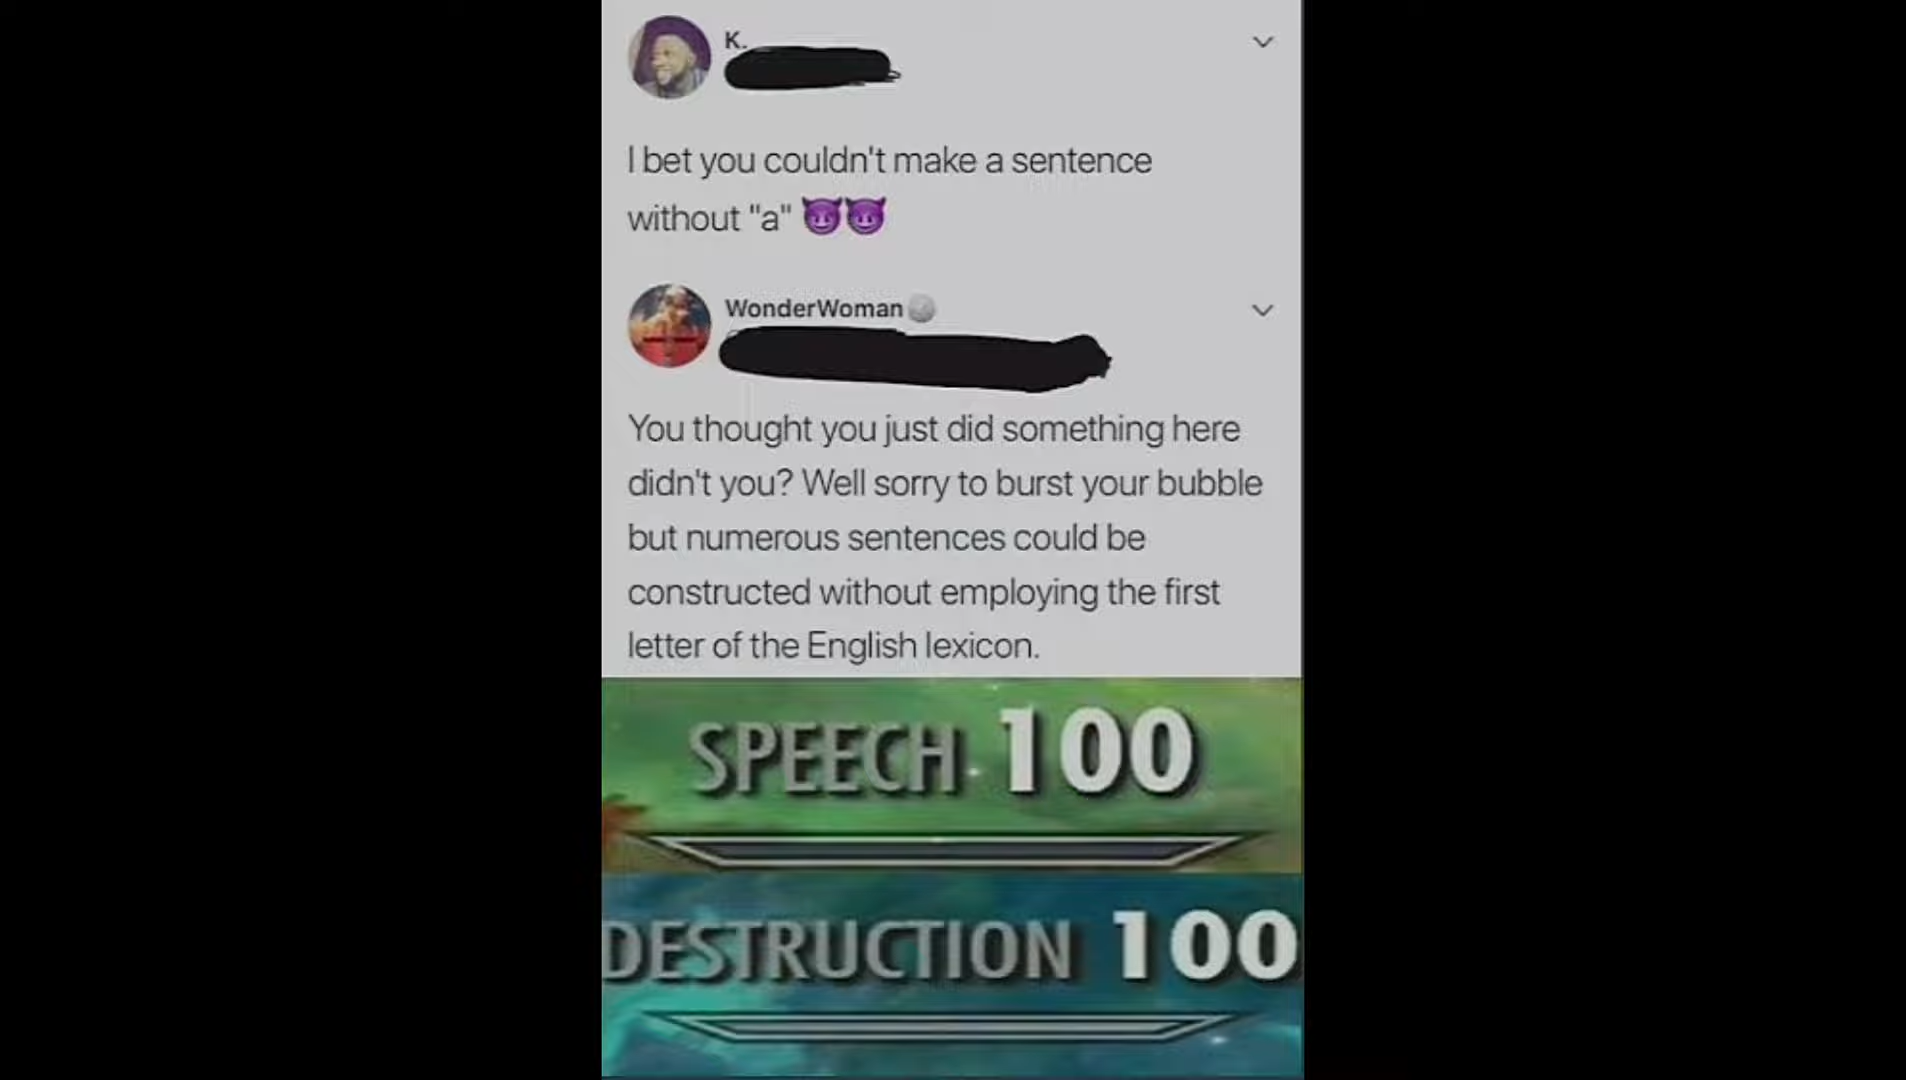 K.
I bet you couldn't make a sentence
without "a" 😈😈
WonderWoman
You thought you just did something here
didn't you? Well sorry to burst your bubble
but numerous sentences could be
constructed without employing the first
letter of the English lexicon.
SPEECH 100
DESTRUCTION 100